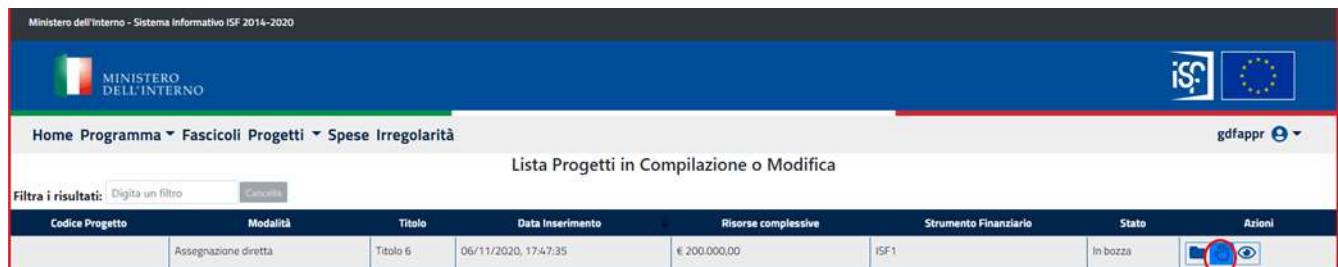 Ministero dell'Interno - Sistema Informativo ISF 2014-2020
MINISTERO
DELL'INTERNO
isf
Home Programma Fascicoli Progetti Spese Irregolarità gdfappr
Lista Progetti in Compilazione o Modifica
Filtra i risultati: Digita un filtro Cancella
Codice Progetto Modalità Titolo Data Inserimento Risorse complessive Strumento Finanziario Stato Azioni
Assegnazione diretta Titolo 6 06/11/2020, 17:47:35 € 200.000,00 ISF1 In bozza